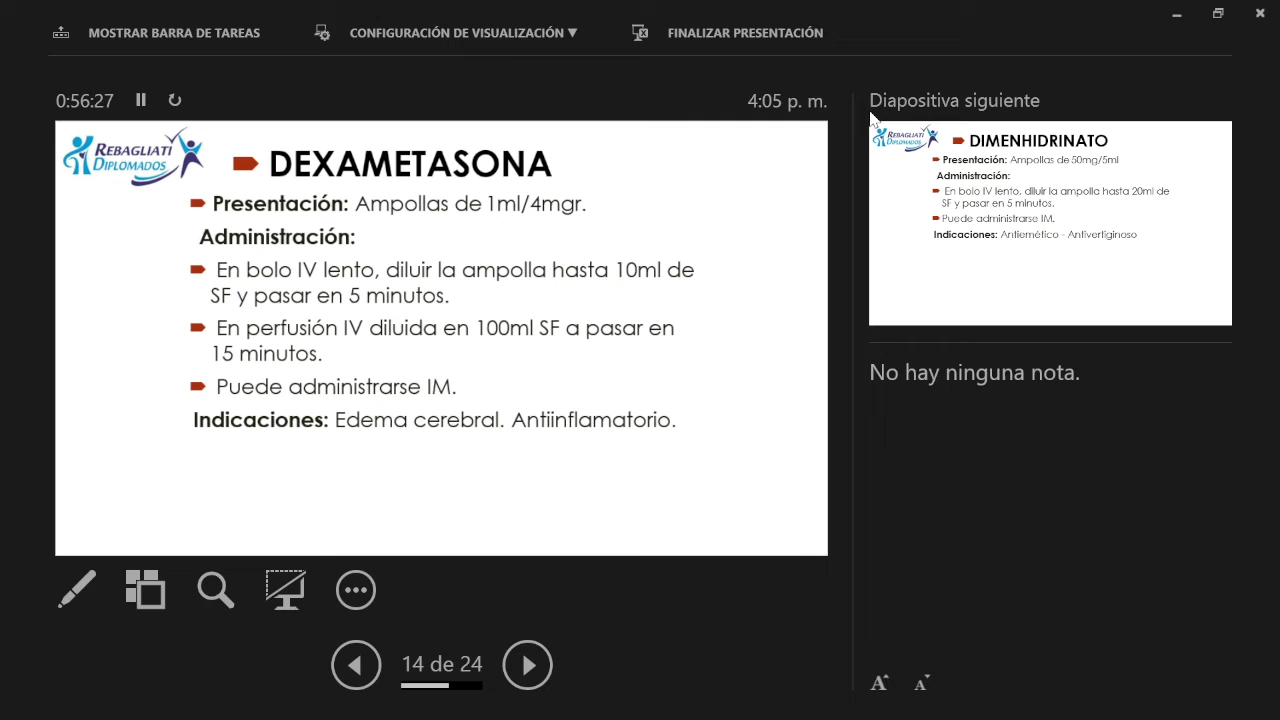 MOSTRAR BARRA DE TAREAS
CONFIGURACIÓN DE VISUALIZACIÓN ▼
FINALIZAR PRESENTACIÓN
0:56:27
4:05 p. m.
REBAGLIATI
DIPLOMADOS
DEXAMETASONA
Presentación: Ampollas de 1ml/4mgr.
Administración:
En bolo IV lento, diluir la ampolla hasta 10ml de
SF y pasar en 5 minutos.
En perfusión IV diluida en 100ml SF a pasar en
15 minutos.
Puede administrarse IM.
Indicaciones: Edema cerebral. Antiinflamatorio.
14 de 24
Diapositiva siguiente
REBAGLIATI
DIPLOMADOS
DIMENHIDRINATO
Presentación: Ampollas de 50mg/5ml
Administración:
En bolo IV lento, diluir la ampolla hasta 20ml de
SF y pasar en 5 minutos.
Puede administrarse IM.
Indicaciones: Antiemético - Antivertiginoso
No hay ninguna nota.
A A